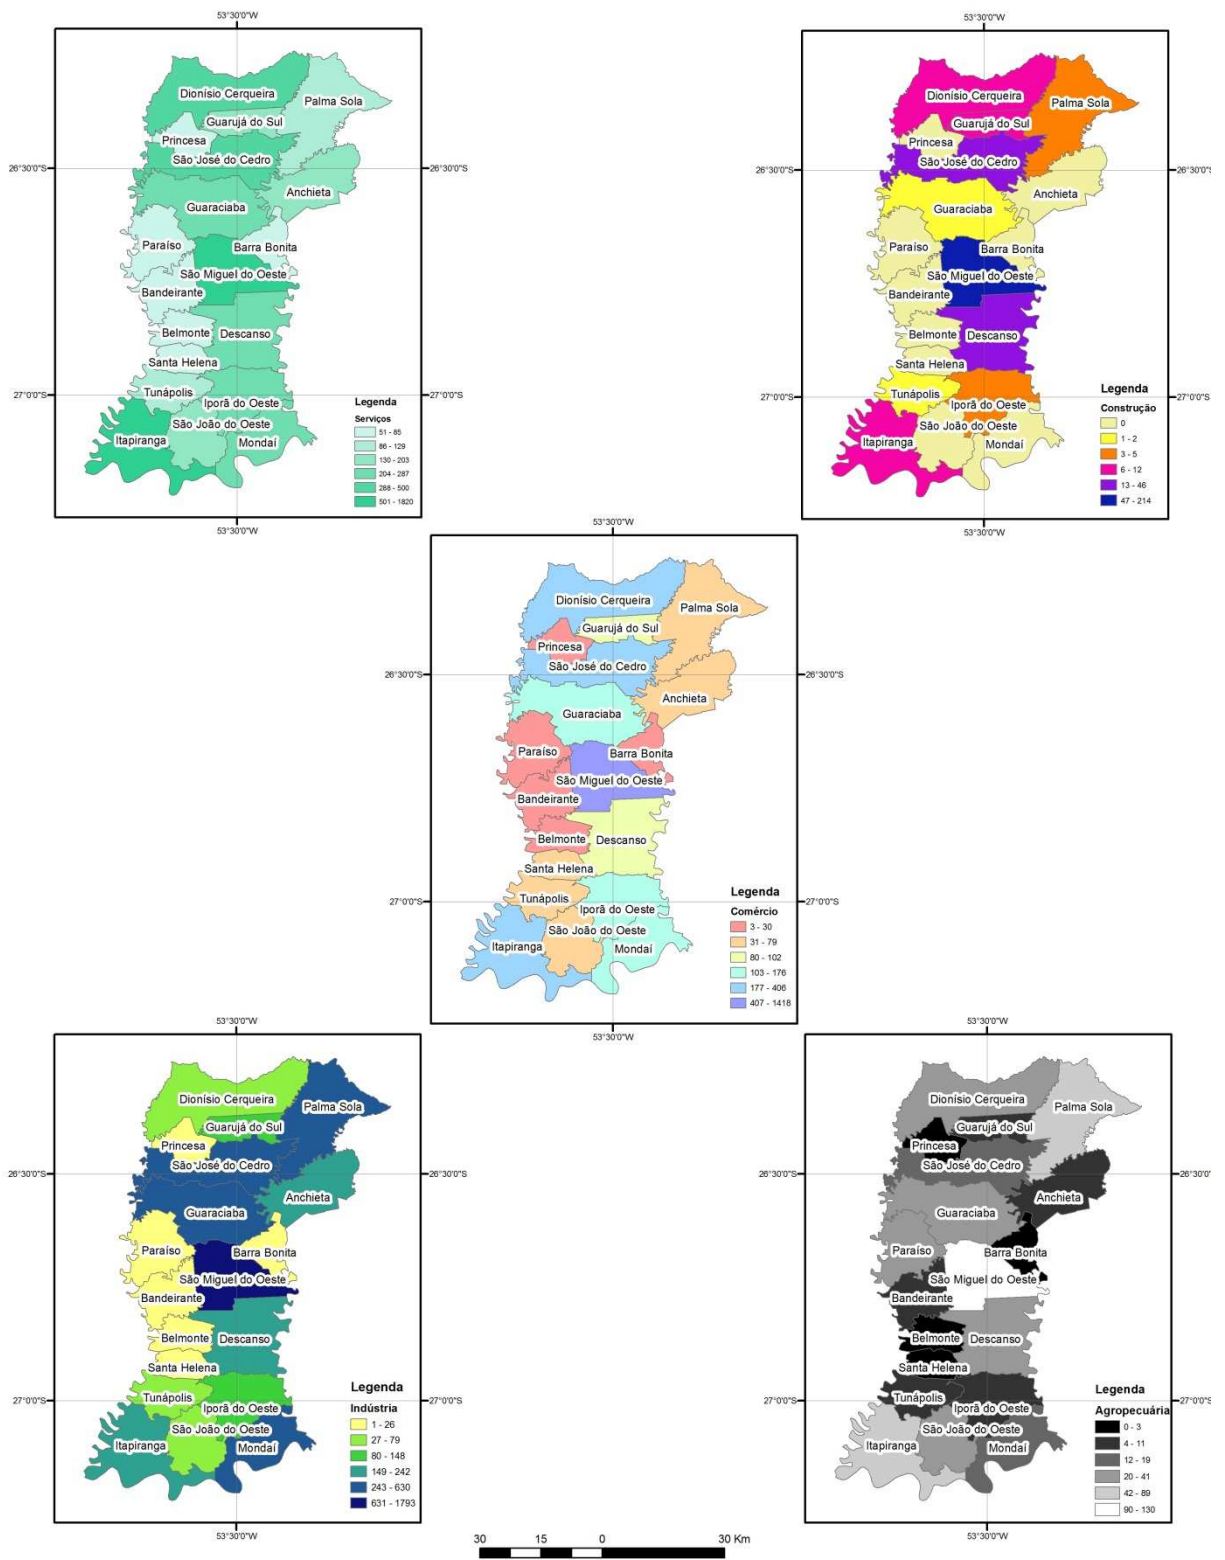 53°30'0"W
Dionísio Cerqueira
Palma Sola
Guarujá do Sul
Princesa
São José do Cedro
26°30'0"S
Anchieta
Guaraciaba
Paraíso
Barra Bonita
São Miguel do Oeste
Bandeirante
Belmonte
Descanso
Santa Helena
27°0'0"S
Tunápolis
Iporã do Oeste
São João do Oeste
Itapiranga
Mondaí
Legenda
Serviços
51 - 85
86 - 129
130 - 203
204 - 287
288 - 500
501 - 1820
53°30'0"W
53°30'0"W
Dionísio Cerqueira
Palma Sola
Guarujá do Sul
Princesa
São José do Cedro
26°30'0"S
26°30'0"S
Anchieta
Guaraciaba
Paraíso
Barra Bonita
São Miguel do Oeste
Bandeirante
Belmonte
Descanso
Santa Helena
27°0'0"S
27°0'0"S
Tunápolis
Iporã do Oeste
São João do Oeste
Itapiranga
Mondaí
Legenda
Construção
0
1 - 2
3 - 5
6 - 12
13 - 46
47 - 214
53°30'0"W
53°30'0"W
Dionísio Cerqueira
Palma Sola
Guarujá do Sul
Princesa
São José do Cedro
26°30'0"S
26°30'0"S
Anchieta
Guaraciaba
Paraíso
Barra Bonita
São Miguel do Oeste
Bandeirante
Belmonte
Descanso
Santa Helena
Tunápolis
27°0'0"S
27°0'0"S
Iporã do Oeste
São João do Oeste
Itapiranga
Mondaí
Legenda
Comércio
3 - 30
31 - 79
80 - 102
103 - 176
177 - 406
407 - 1418
53°30'0"W
53°30'0"W
Dionísio Cerqueira
Palma Sola
Guarujá do Sul
Princesa
São José do Cedro
26°30'0"S
26°30'0"S
Anchieta
Guaraciaba
Paraíso
Barra Bonita
São Miguel do Oeste
Bandeirante
Belmonte
Descanso
Santa Helena
Tunápolis
27°0'0"S
27°0'0"S
Iporã do Oeste
São João do Oeste
Itapiranga
Mondaí
Legenda
Indústria
1 - 26
27 - 79
80 - 148
149 - 242
243 - 630
631 - 1793
53°30'0"W
53°30'0"W
Dionísio Cerqueira
Palma Sola
Guarujá do Sul
Princesa
São José do Cedro
26°30'0"S
Anchieta
Guaraciaba
Paraíso
Barra Bonita
São Miguel do Oeste
Bandeirante
Belmonte
Descanso
Santa Helena
Tunápolis
27°0'0"S
Iporã do Oeste
São João do Oeste
Itapiranga
Mondaí
Legenda
Agropecuária
0 - 3
4 - 11
12 - 19
20 - 41
42 - 89
90 - 130
53°30'0"W
30 15 0 30 Km